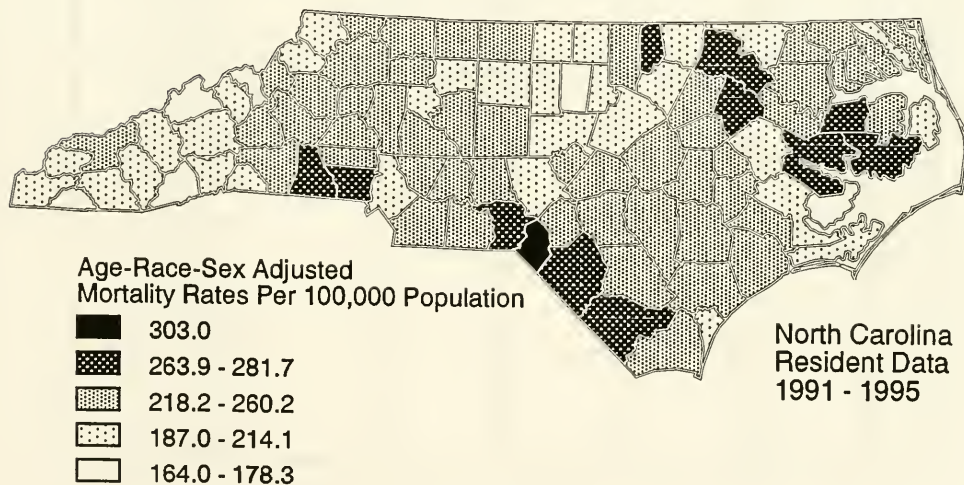 Age-Race-Sex Adjusted
Mortality Rates Per 100,000 Population
303.0
263.9 - 281.7
218.2 - 260.2
187.0 - 214.1
164.0 - 178.3
North Carolina
Resident Data
1991 - 1995